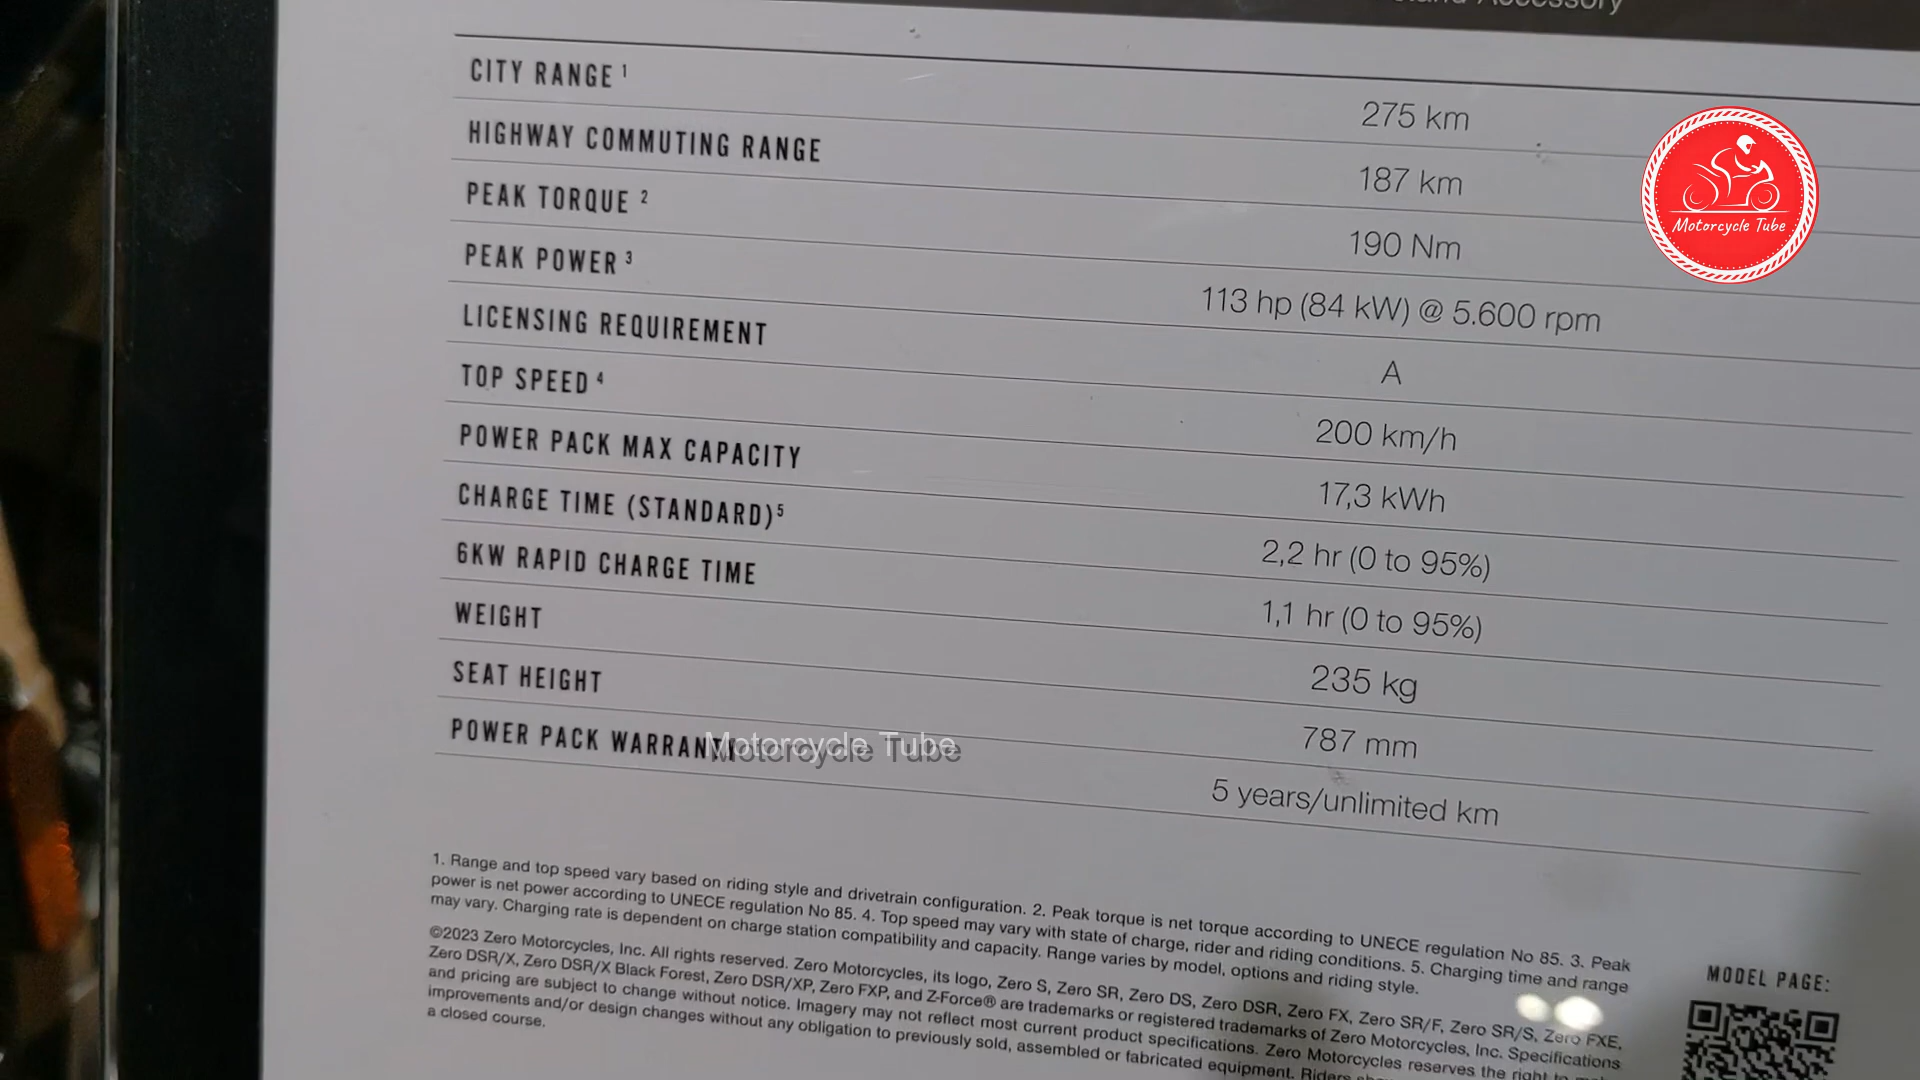 Accessory
CITY RANGE ¹ 275 km
HIGHWAY COMMUTING RANGE 187 km
PEAK TORQUE ² 190 Nm
PEAK POWER ³ 113 hp (84 kW) @ 5.600 rpm
LICENSING REQUIREMENT A
TOP SPEED ⁴ 200 km/h
POWER PACK MAX CAPACITY 17,3 kWh
CHARGE TIME (STANDARD)⁵ 2,2 hr (0 to 95%)
6KW RAPID CHARGE TIME 1,1 hr (0 to 95%)
WEIGHT 235 kg
SEAT HEIGHT 787 mm
POWER PACK WARRANTY 5 years/unlimited km
Motorcycle Tube
Motorcycle Tube
1. Range and top speed vary based on riding style and drivetrain configuration. 2. Peak torque is net torque according to UNECE regulation No 85. 3. Peak
power is net power according to UNECE regulation No 85. 4. Top speed may vary with state of charge, rider and riding conditions. 5. Charging time and range
may vary. Charging rate is dependent on charge station compatibility and capacity. Range varies by model, options and riding style.
©2023 Zero Motorcycles, Inc. All rights reserved. Zero Motorcycles, its logo, Zero S, Zero SR, Zero DS, Zero DSR, Zero FX, Zero SR/F, Zero SR/S, Zero FXE,
Zero DSR/X, Zero DSR/X Black Forest, Zero DSR/XP, Zero FXP, and Z-Force® are trademarks or registered trademarks of Zero Motorcycles, Inc. Specifications
and pricing are subject to change without notice. Imagery may not reflect most current product specifications. Zero Motorcycles reserves the right to
improvements and/or design changes without any obligation to previously sold, assembled or fabricated equipment. Riders
a closed course.
MODEL PAGE: